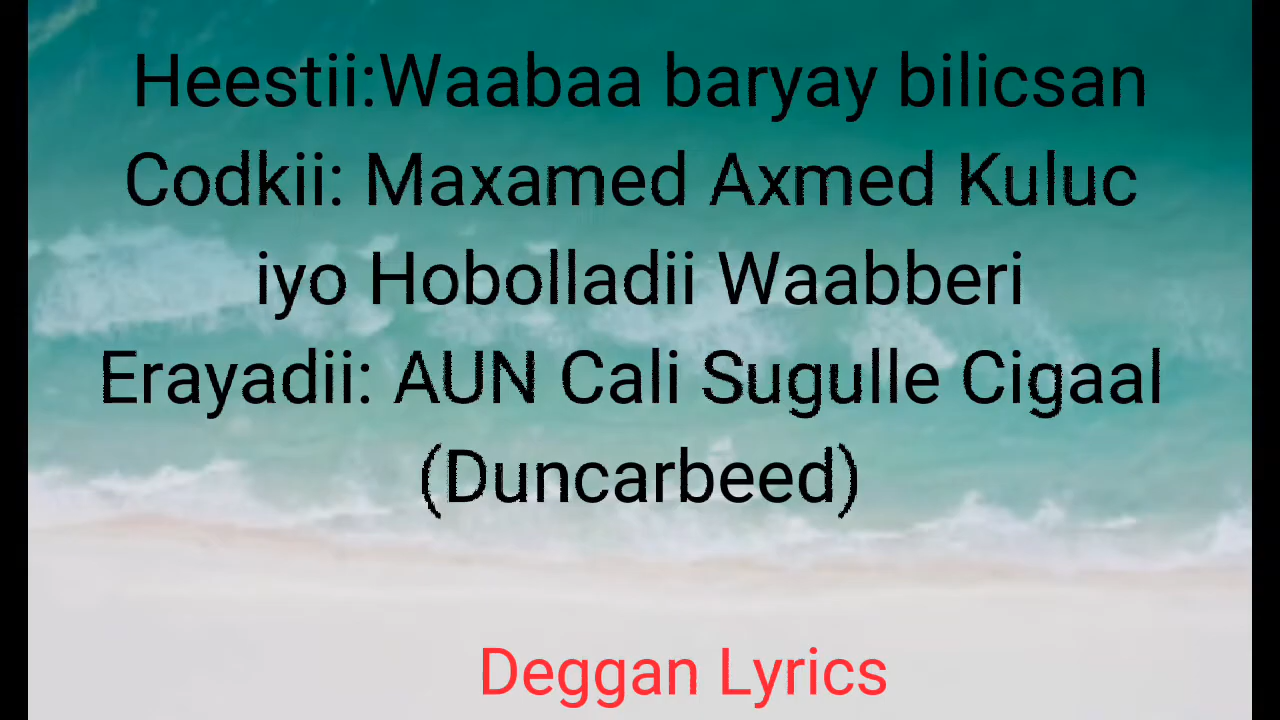 Heestii:Waabaa baryay bilicsan
Codkii: Maxamed Axmed Kuluc
iyo Hobolladii Waabberi
Erayadii: AUN Cali Sugulle Cigaal
(Duncarbeed)
Deggan Lyrics